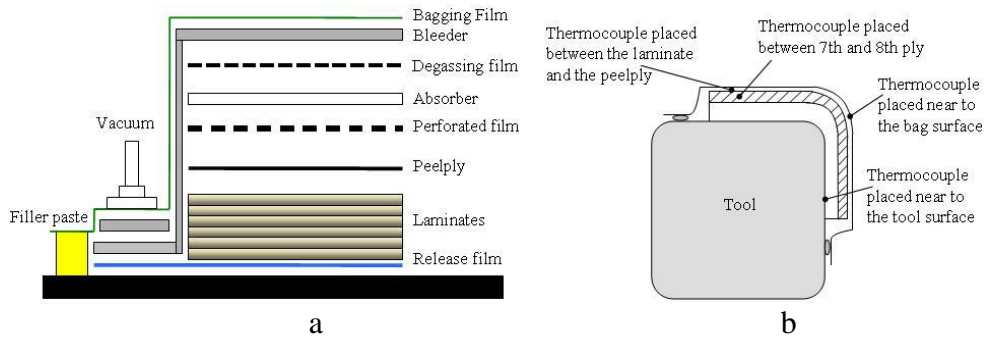 Bagging Film
Bleeder
Degassing film
Absorber
Perforated film
Peelply
Laminates
Release film
Vacuum
Filler paste
a
Thermocouple placed
between the laminate
and the peelply
Thermocouple placed
between 7th and 8th ply
Thermocouple
placed near to
the bag surface
Thermocouple
placed near to
the tool surface
Tool
b